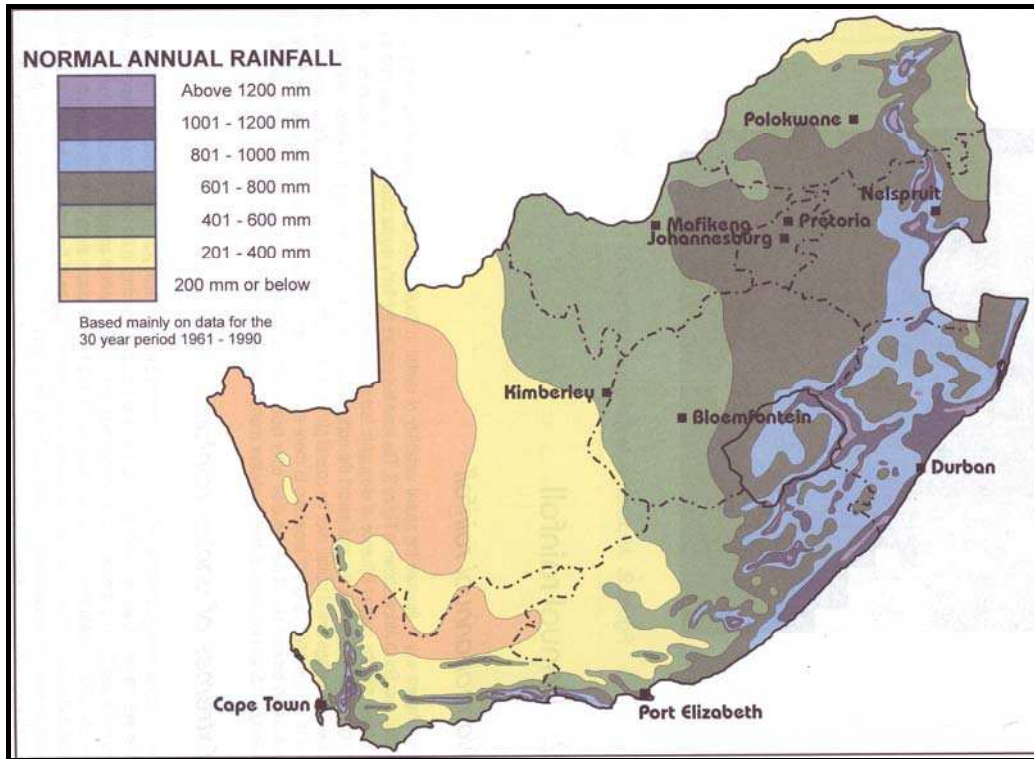 NORMAL ANNUAL RAINFALL
Above 1200 mm
1001 - 1200 mm
801 - 1000 mm
601 - 800 mm
401 - 600 mm
201 - 400 mm
200 mm or below
Based mainly on data for the
30 year period 1961 - 1990
Polokwane
Nelspruit
Mafikeng
Pretoria
Johannesburg
Kimberley
Bloemfontein
Durban
Cape Town
Port Elizabeth